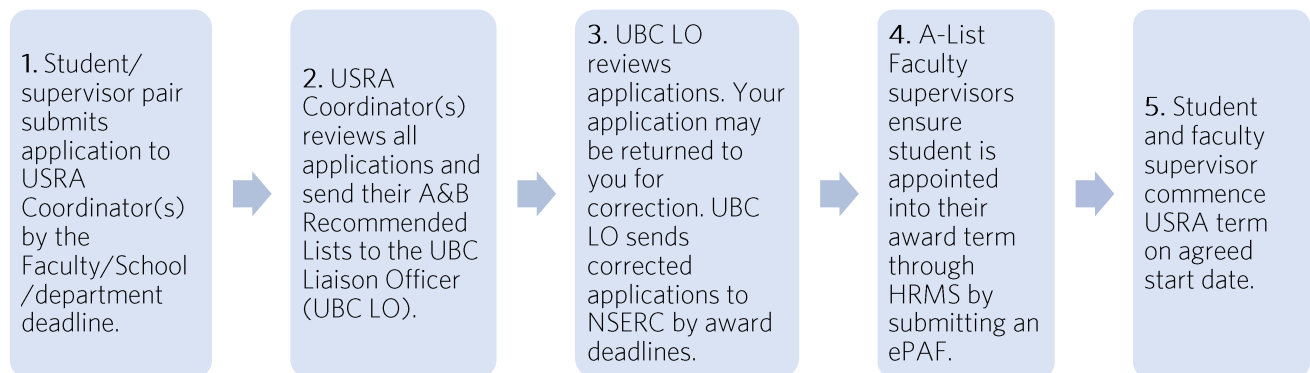 1. Student/
supervisor pair
submits
application to
USRA
Coordinator(s)
by the
Faculty/School
/department
deadline.
2. USRA
Coordinator(s)
reviews all
applications and
send their A&B
Recommended
Lists to the UBC
Liaison Officer
(UBC LO).
3. UBC LO
reviews
applications. Your
application may
be returned to
you for
correction. UBC
LO sends
corrected
applications to
NSERC by award
deadlines.
4. A-List
Faculty
supervisors
ensure
student is
appointed
into their
award term
through
HRMS by
submitting an
ePAF.
5. Student
and faculty
supervisor
commence
USRA term
on agreed
start date.